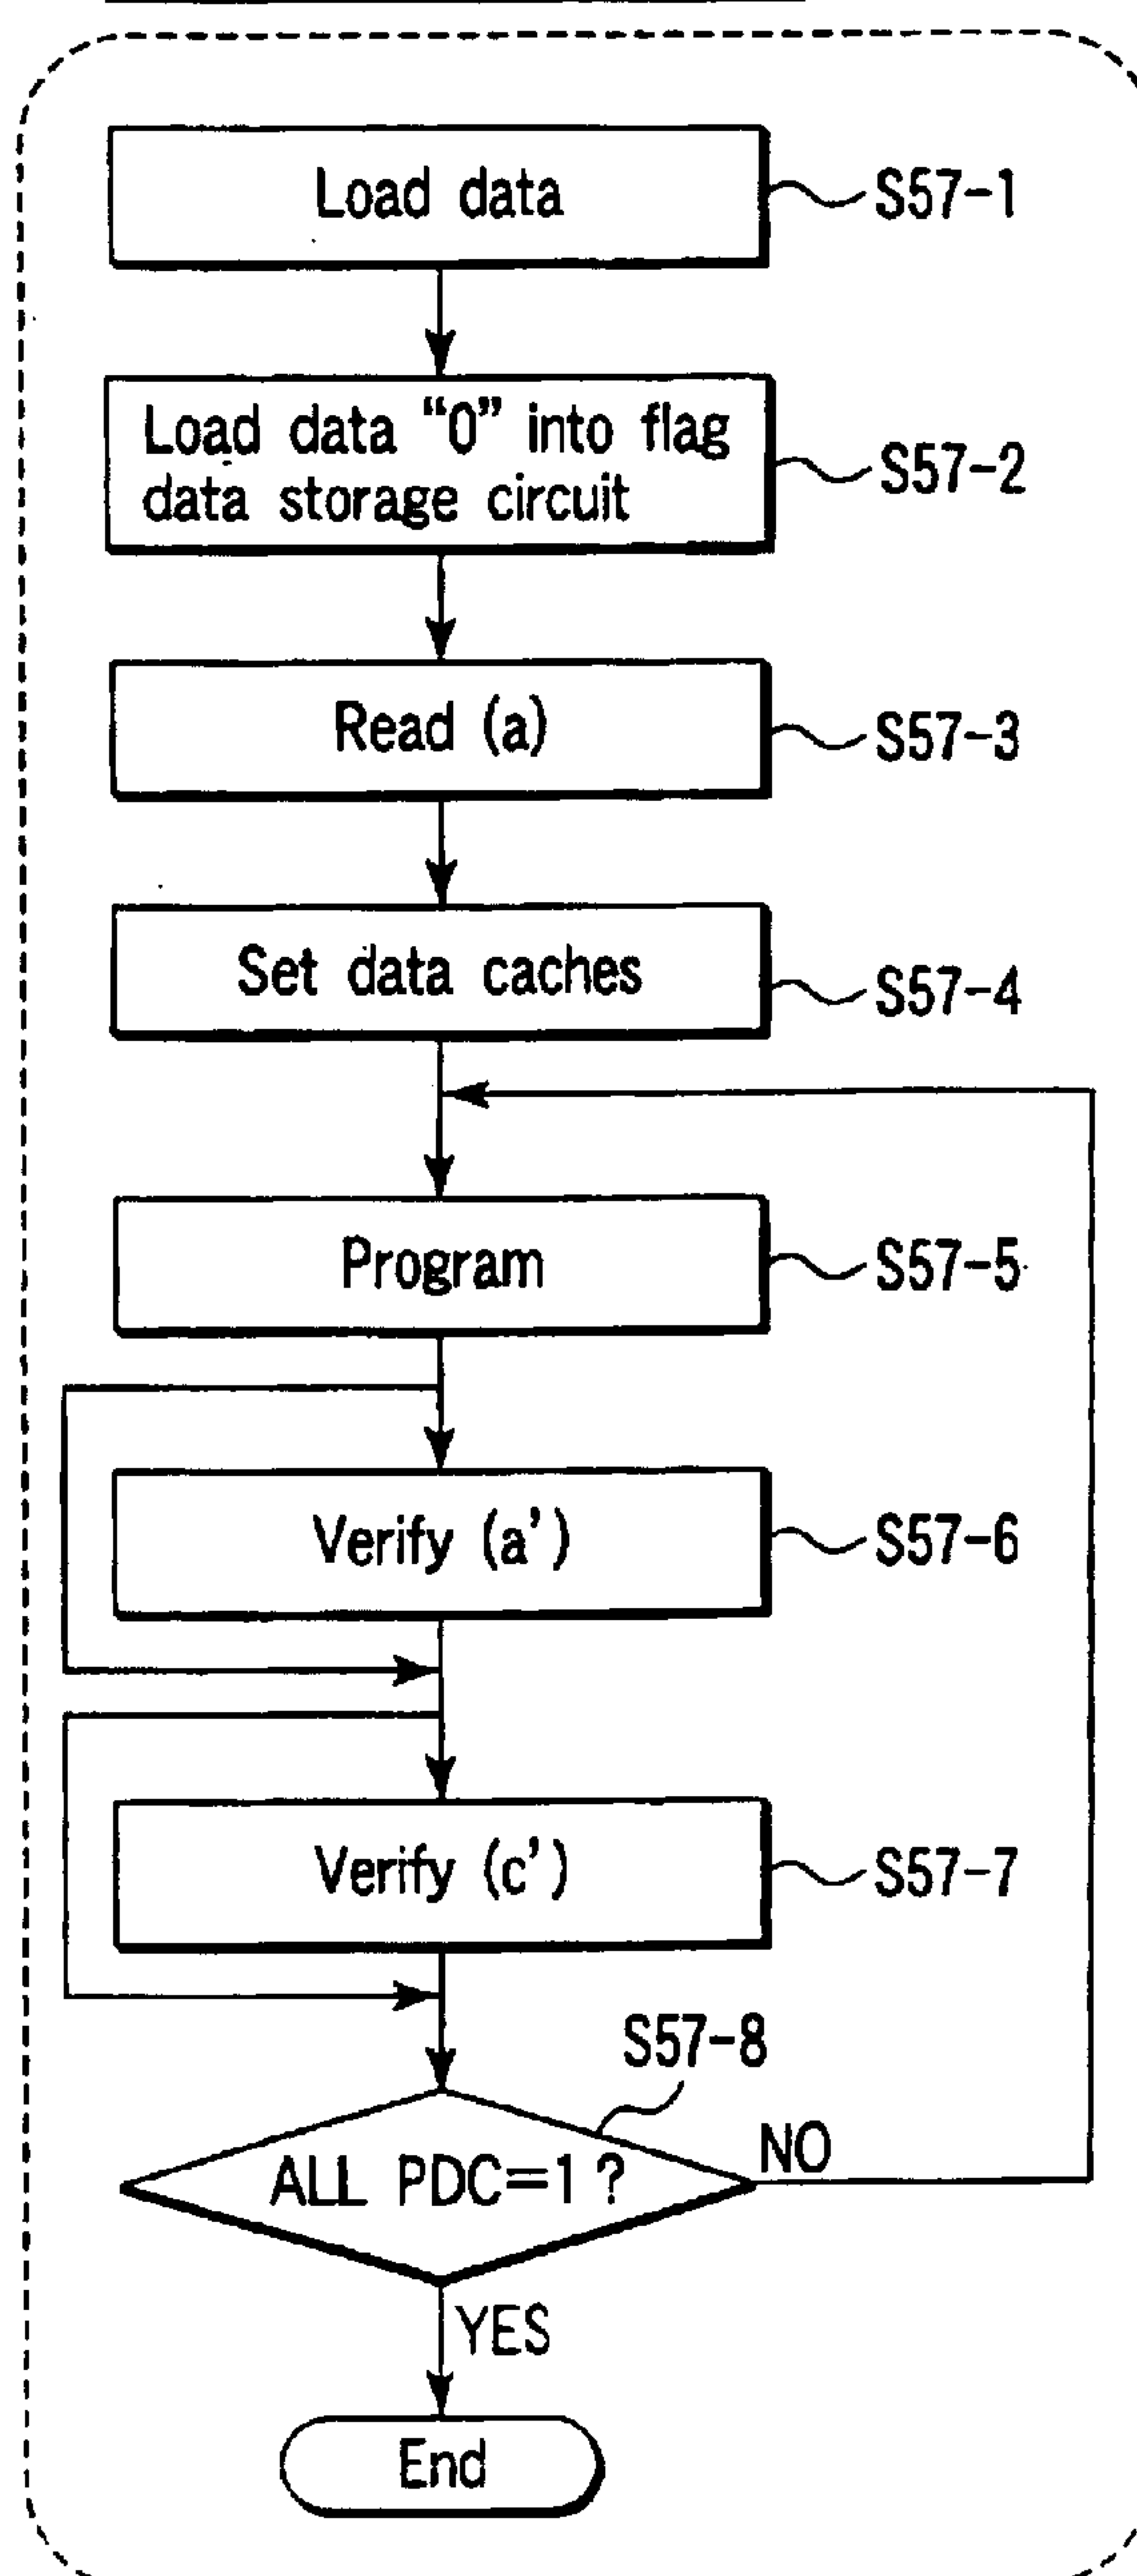 Load data
S57-1
Load data “0” into flag
data storage circuit
S57-2
Read (a)
S57-3
Set data caches
S57-4
Program
S57-5
Verify (a’)
S57-6
Verify (c’)
S57-7
S57-8
ALL PDC=1 ?
NO
YES
End